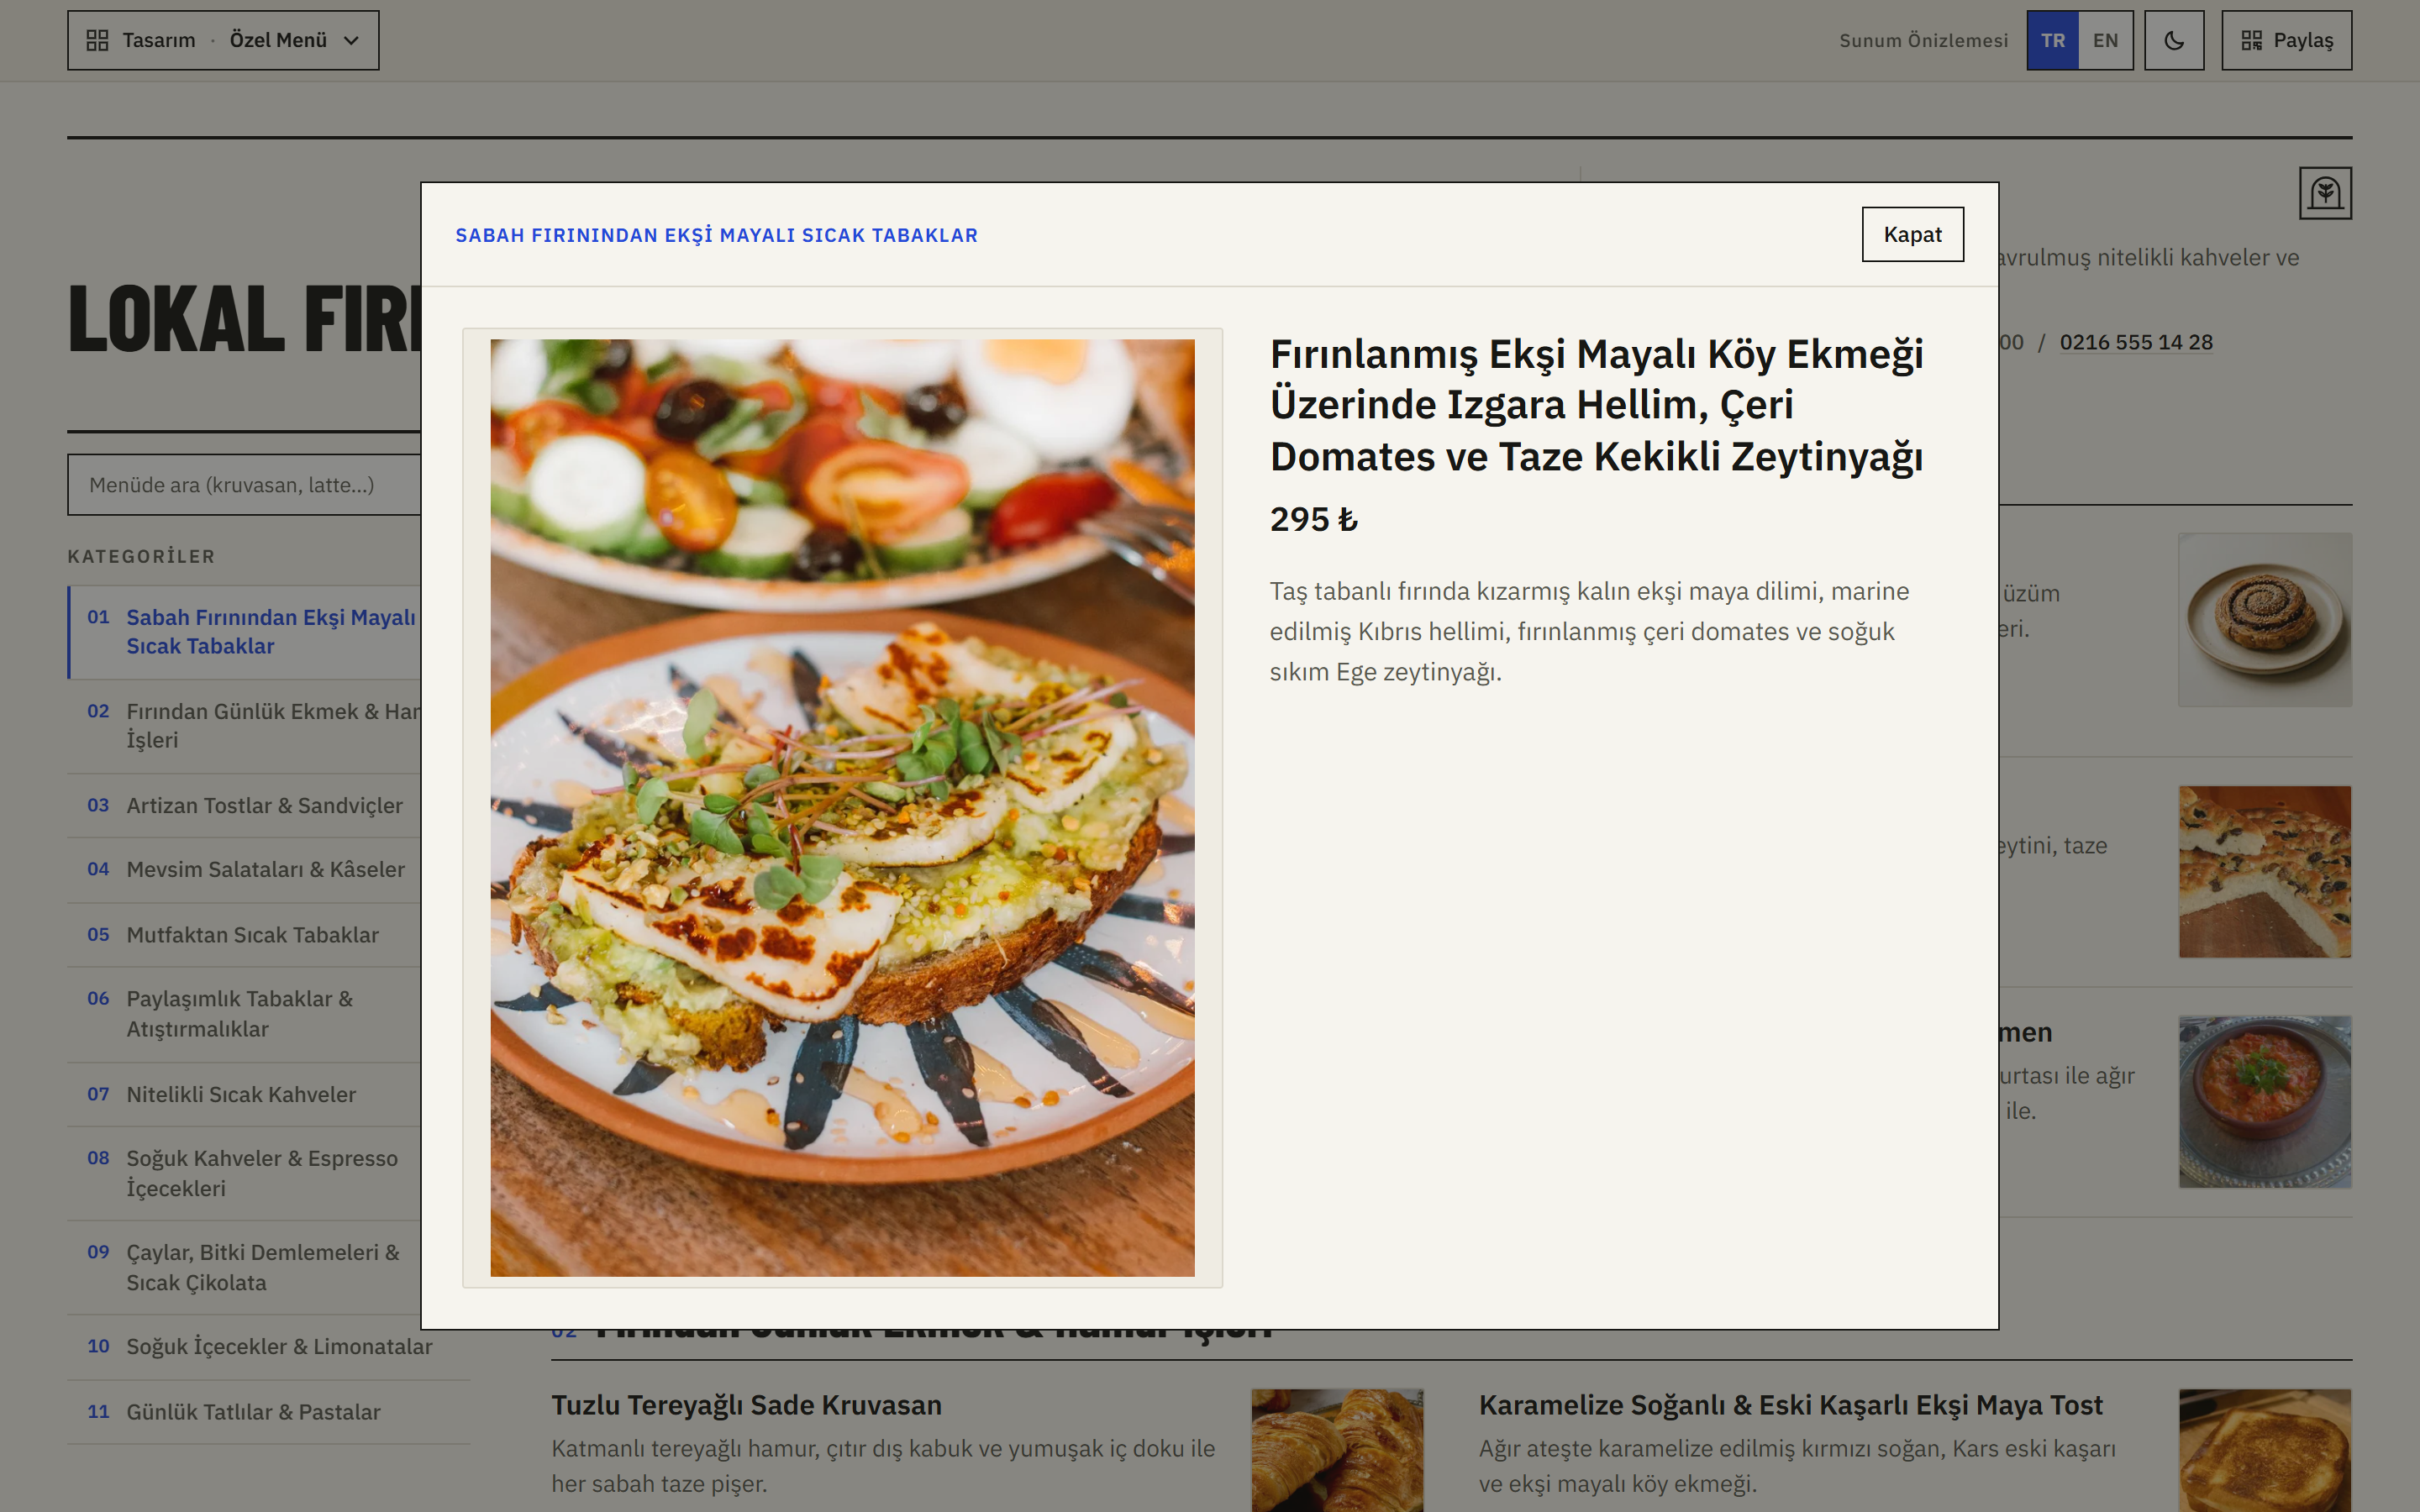 Tasarım · Özel Menü
Sunum Önizlemesi
TR EN
Paylaş
SABAH FIRININDAN EKŞİ MAYALI SICAK TABAKLAR
Kapat
avrulmuş nitelikli kahveler ve
LOKAL
00 / 0216 555 14 28
Menüde ara (kruvasan, latte...)
KATEGORİLER
01 Sabah Fırınından Ekşi Mayalı
Sıcak Tabaklar
02 Fırından Günlük Ekmek &
İşleri
03 Artizan Tostlar & Sandviçler
04 Mevsim Salataları & Kâseler
05 Mutfaktan Sıcak Tabaklar
06 Paylaşımlık Tabaklar &
Atıştırmalıklar
07 Nitelikli Sıcak Kahveler
08 Soğuk Kahveler & Espresso
İçecekleri
09 Çaylar, Bitki Demlemeleri &
Sıcak Çikolata
10 Soğuk İçecekler & Limonatalar
11 Günlük Tatlılar & Pastalar
Fırınlanmış Ekşi Mayalı Köy Ekmeği
Üzerinde Izgara Hellim, Çeri
Domates ve Taze Kekikli Zeytinyağı
295 ₺
Taş tabanlı fırında kızarmış kalın ekşi maya dilimi, marine
edilmiş Kıbrıs hellimi, fırınlanmış çeri domates ve soğuk
sıkım Ege zeytinyağı.
üzüm
eri.
eytini, taze
men
urtası ile ağır
ile.
02 Fırından Günlük Ekmek & Hamur İşleri
Tuzlu Tereyağlı Sade Kruvasan
Katmanlı tereyağlı hamur, çıtır dış kabuk ve yumuşak iç doku ile
her sabah taze pişer.
Karamelize Soğanlı & Eski Kaşarlı Ekşi Maya Tost
Ağır ateşte karamelize edilmiş kırmızı soğan, Kars eski kaşarı
ve ekşi mayalı köy ekmeği.